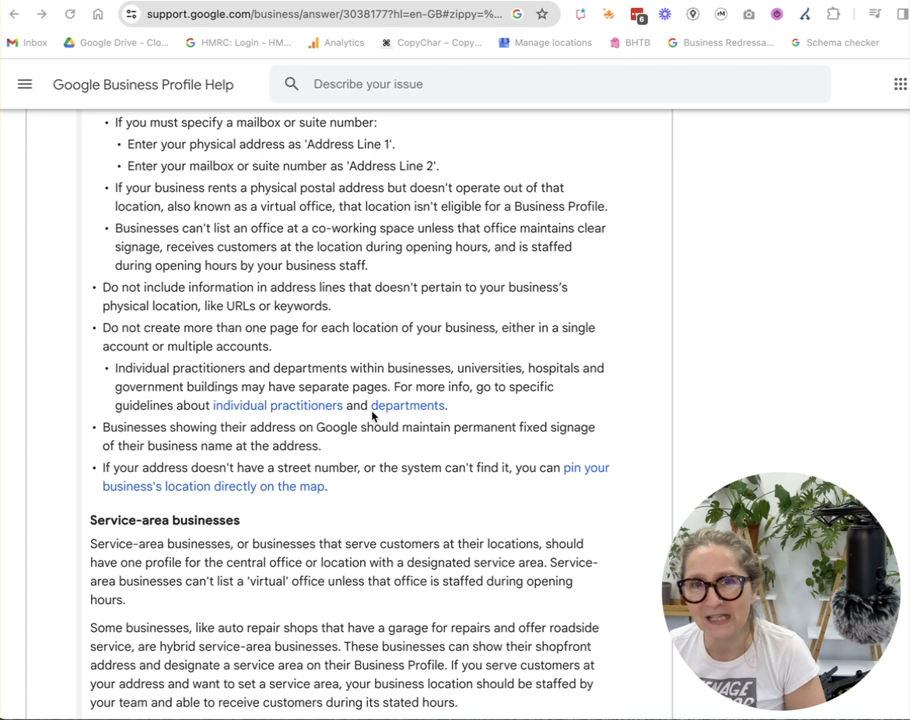 support.google.com/business/answer/3038177?hl=en-GB#zippy=%...
6
Inbox
Google Drive - Clo...
HMRC: Login - HM...
Analytics
CopyChar – Copy...
Manage locations
BHTB
Business Redressa...
Schema checker
Google Business Profile Help
Describe your issue
• If you must specify a mailbox or suite number:
• Enter your physical address as 'Address Line 1'.
• Enter your mailbox or suite number as 'Address Line 2'.
• If your business rents a physical postal address but doesn't operate out of that
location, also known as a virtual office, that location isn't eligible for a Business Profile.
• Businesses can't list an office at a co-working space unless that office maintains clear
signage, receives customers at the location during opening hours, and is staffed
during opening hours by your business staff.
• Do not include information in address lines that doesn't pertain to your business's
physical location, like URLs or keywords.
• Do not create more than one page for each location of your business, either in a single
account or multiple accounts.
• Individual practitioners and departments within businesses, universities, hospitals and
government buildings may have separate pages. For more info, go to specific
guidelines about individual practitioners and departments.
• Businesses showing their address on Google should maintain permanent fixed signage
of their business name at the address.
• If your address doesn't have a street number, or the system can't find it, you can pin your
business's location directly on the map.
Service-area businesses
Service-area businesses, or businesses that serve customers at their locations, should
have one profile for the central office or location with a designated service area. Service-
area businesses can't list a 'virtual' office unless that office is staffed during opening
hours.
Some businesses, like auto repair shops that have a garage for repairs and offer roadside
service, are hybrid service-area businesses. These businesses can show their shopfront
address and designate a service area on their Business Profile. If you serve customers at
your address and want to set a service area, your business location should be staffed by
your team and able to receive customers during its stated hours.